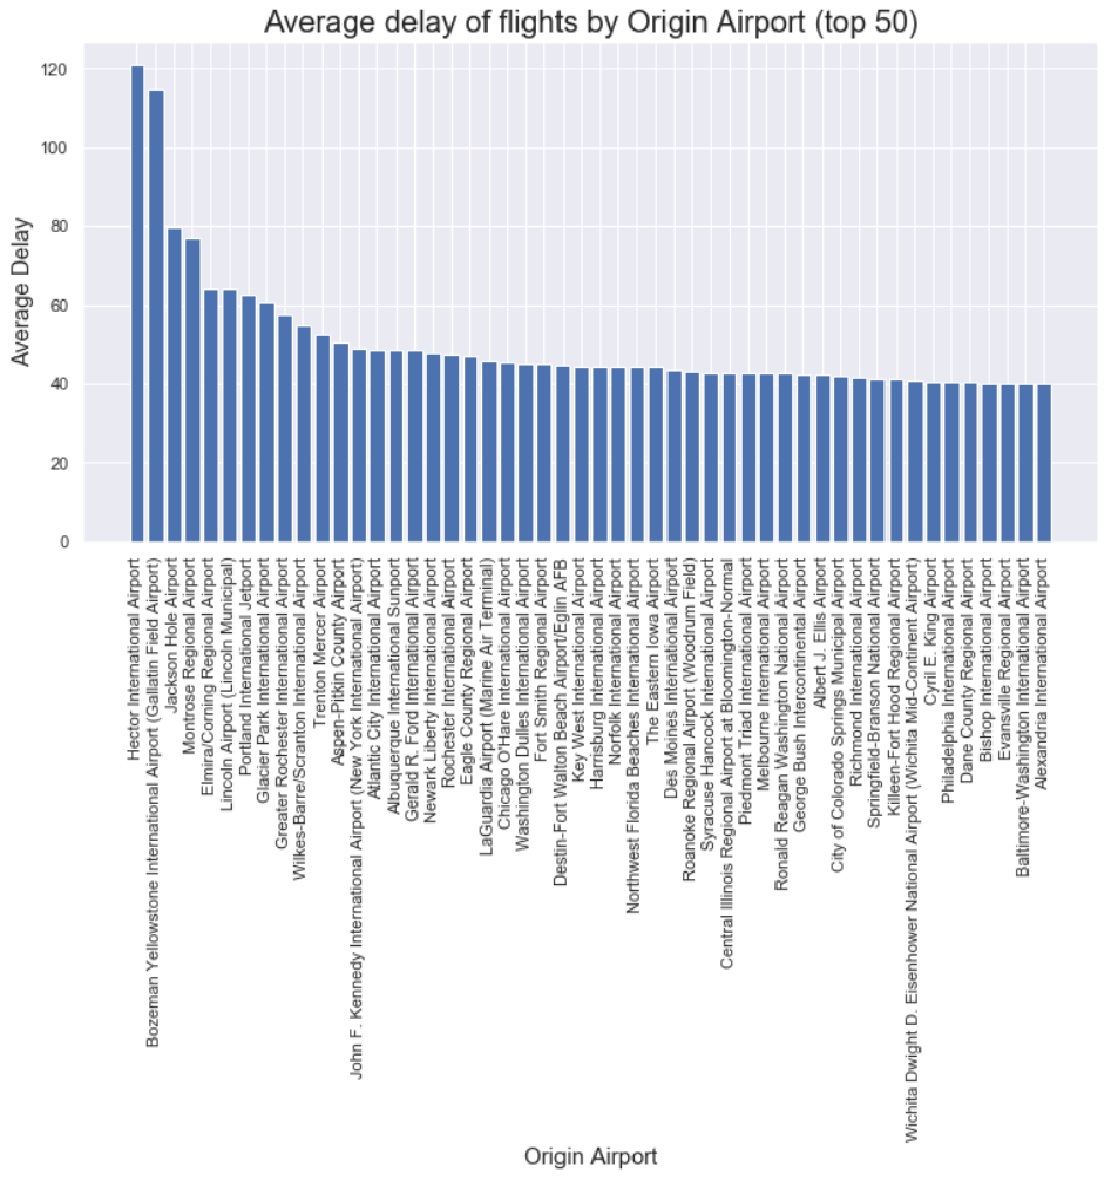 Average delay of flights by Origin Airport (top 50)
Average Delay
120
100
80
60
40
20
0
Hector International Airport
Bozeman Yellowstone International Airport (Gallatin Field Airport)
Jackson Hole Airport
Montrose Regional Airport
Elmira/Corning Regional Airport
Lincoln Airport (Lincoln Municipal)
Portland International Jetport
Glacier Park International Airport
Greater Rochester International Airport
Wilkes-Barre/Scranton International Airport
Trenton Mercer Airport
Aspen-Pitkin County Airport
John F. Kennedy International Airport (New York International Airport)
Atlantic City International Airport
Albuquerque International Sunport
Gerald R. Ford International Airport
Newark Liberty International Airport
Rochester International Airport
Eagle County Regional Airport
LaGuardia Airport (Marine Air Terminal)
Chicago O'Hare International Airport
Washington Dulles International Airport
Fort Smith Regional Airport
Destin-Fort Walton Beach Airport/Eglin AFB
Key West International Airport
Harrisburg International Airport
Norfolk International Airport
Northwest Florida Beaches International Airport
The Eastern Iowa Airport
Des Moines International Airport
Roanoke Regional Airport (Woodrum Field)
Syracuse Hancock International Airport
Central Illinois Regional Airport at Bloomington-Normal
Piedmont Triad International Airport
Melbourne International Airport
Ronald Reagan Washington National Airport
George Bush Intercontinental Airport
Albert J. Ellis Airport
City of Colorado Springs Municipal Airport
Richmond International Airport
Springfield-Branson National Airport
Killeen-Fort Hood Regional Airport
Wichita Dwight D. Eisenhower National Airport (Wichita Mid-Continent Airport)
Cyril E. King Airport
Philadelphia International Airport
Dane County Regional Airport
Bishop International Airport
Evansville Regional Airport
Baltimore-Washington International Airport
Alexandria International Airport
Origin Airport